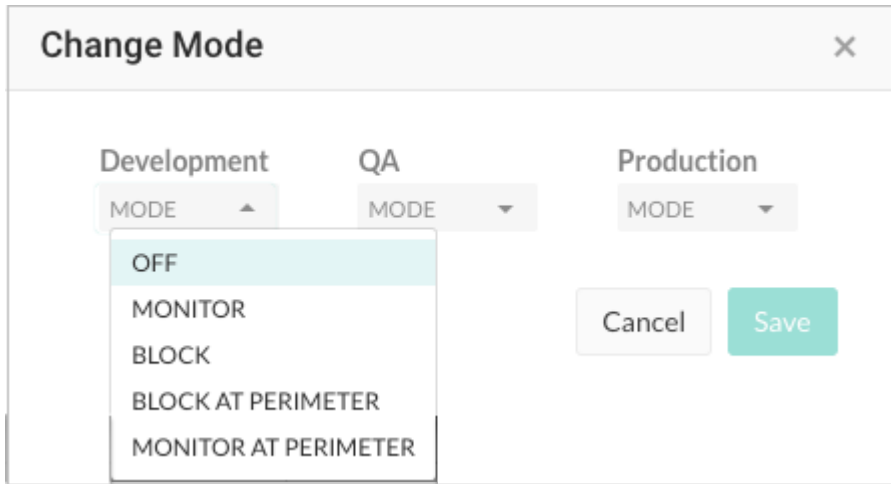 Change Mode ×
Development QA Production
MODE MODE MODE
OFF
MONITOR
BLOCK
BLOCK AT PERIMETER
MONITOR AT PERIMETER
Cancel Save